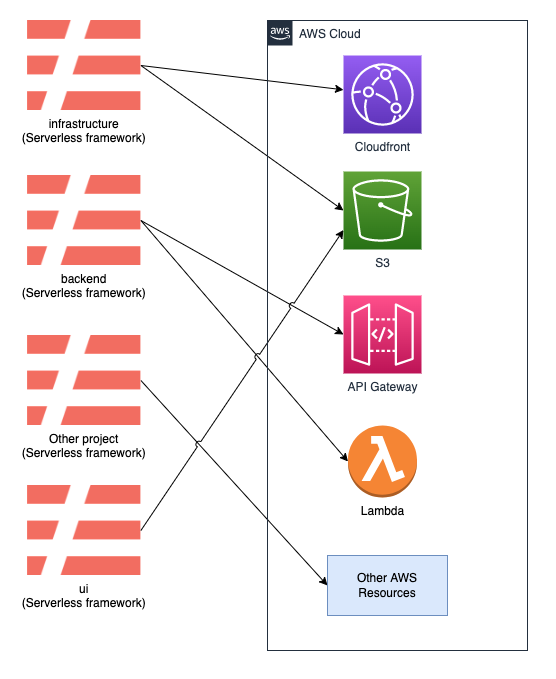 aws
AWS Cloud
Cloudfront
infrastructure
(Serverless framework)
S3
backend
(Serverless framework)
</>
API Gateway
Other project
(Serverless framework)
Lambda
Other AWS
Resources
ui
(Serverless framework)